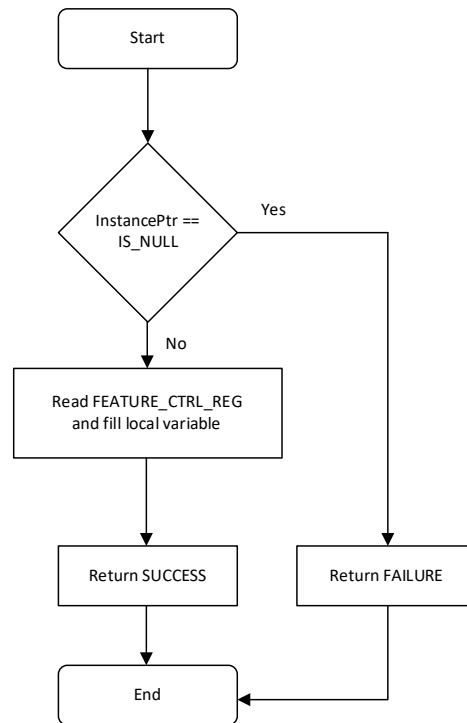 Start
InstancePtr ==
IS_NULL
Yes
No
Read FEATURE_CTRL_REG
and fill local variable
Return SUCCESS
Return FAILURE
End